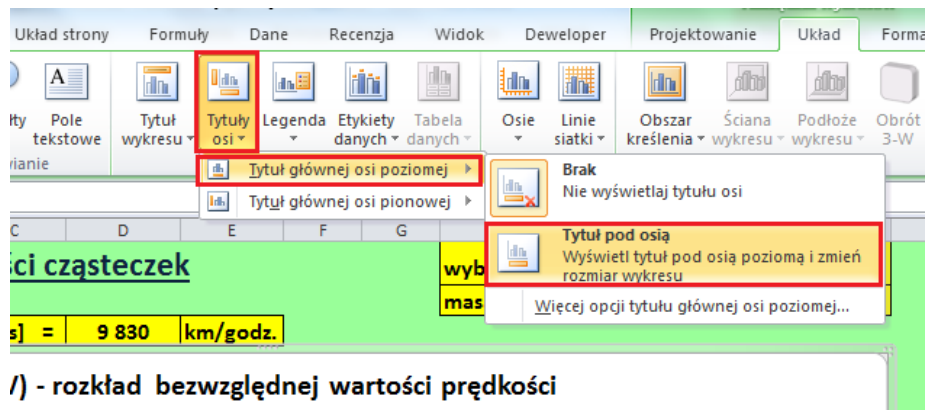 Układ strony Formuły Dane Recenzja Widok Deweloper Projektowanie Układ Forma
Pole tekstowe
Tytuł wykresu
Tytuły osi
Legenda
Etykiety danych
Tabela danych
Osie
Linie siatki
Obszar kreślenia
Ściana wykresu
Podłoże wykresu
Obrót 3-W
Tytuł głównej osi poziomej
Tytuł głównej osi pionowej
Brak
Nie wyświetlaj tytułu osi
Tytuł pod osią
Wyświetl tytuł pod osią poziomą i zmień
rozmiar wykresu
Więcej opcji tytułu głównej osi poziomej...
C D E F G
ci cząsteczek
wyb
mas
s] = 9 830 km/godz.
) - rozkład bezwzględnej wartości prędkości